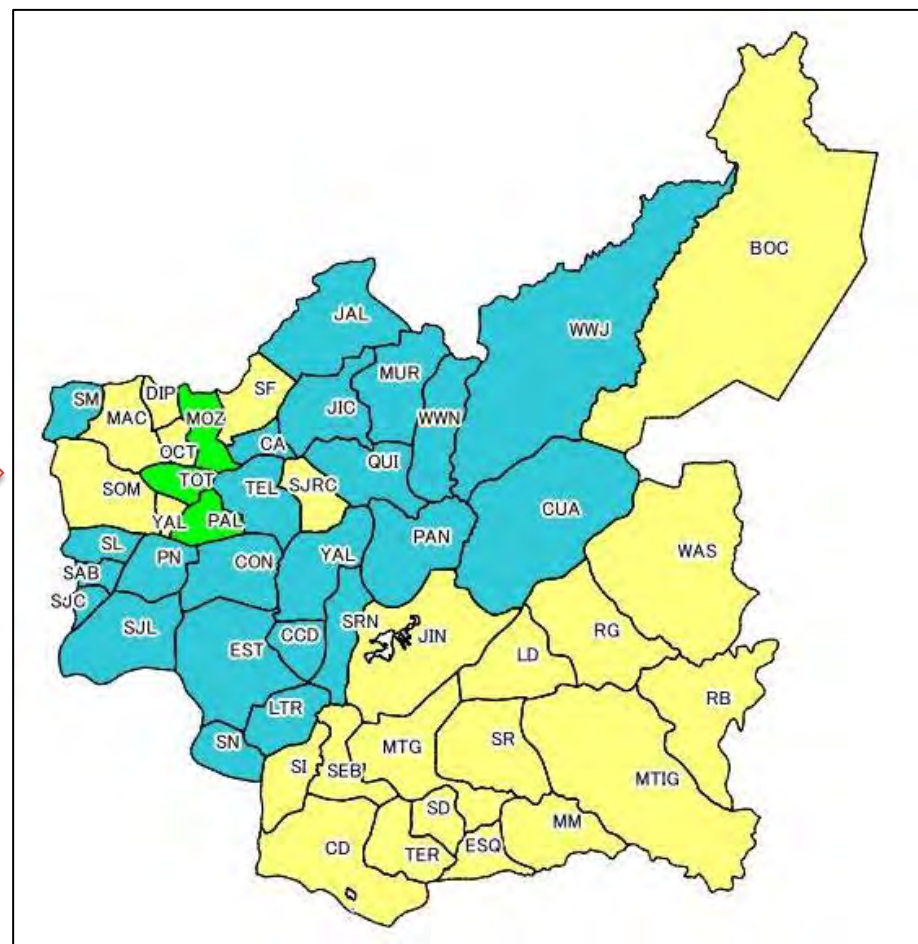 BOC
WWJ
JAL
MUR
SF
DIP
SM
MAC
MOZ
JIC
WWN
CA
OCT
QUI
TOT
TEL
SJRC
SOM
CUA
YAL
PAL
PAN
SL
PN
CON
YAL
WAS
SAB
SJC
SJL
SRN
CCD
JIN
RG
EST
LD
RB
LTR
SN
MTG
SR
SI
SEB
MTIG
SD
MM
CD
TER
ESQ